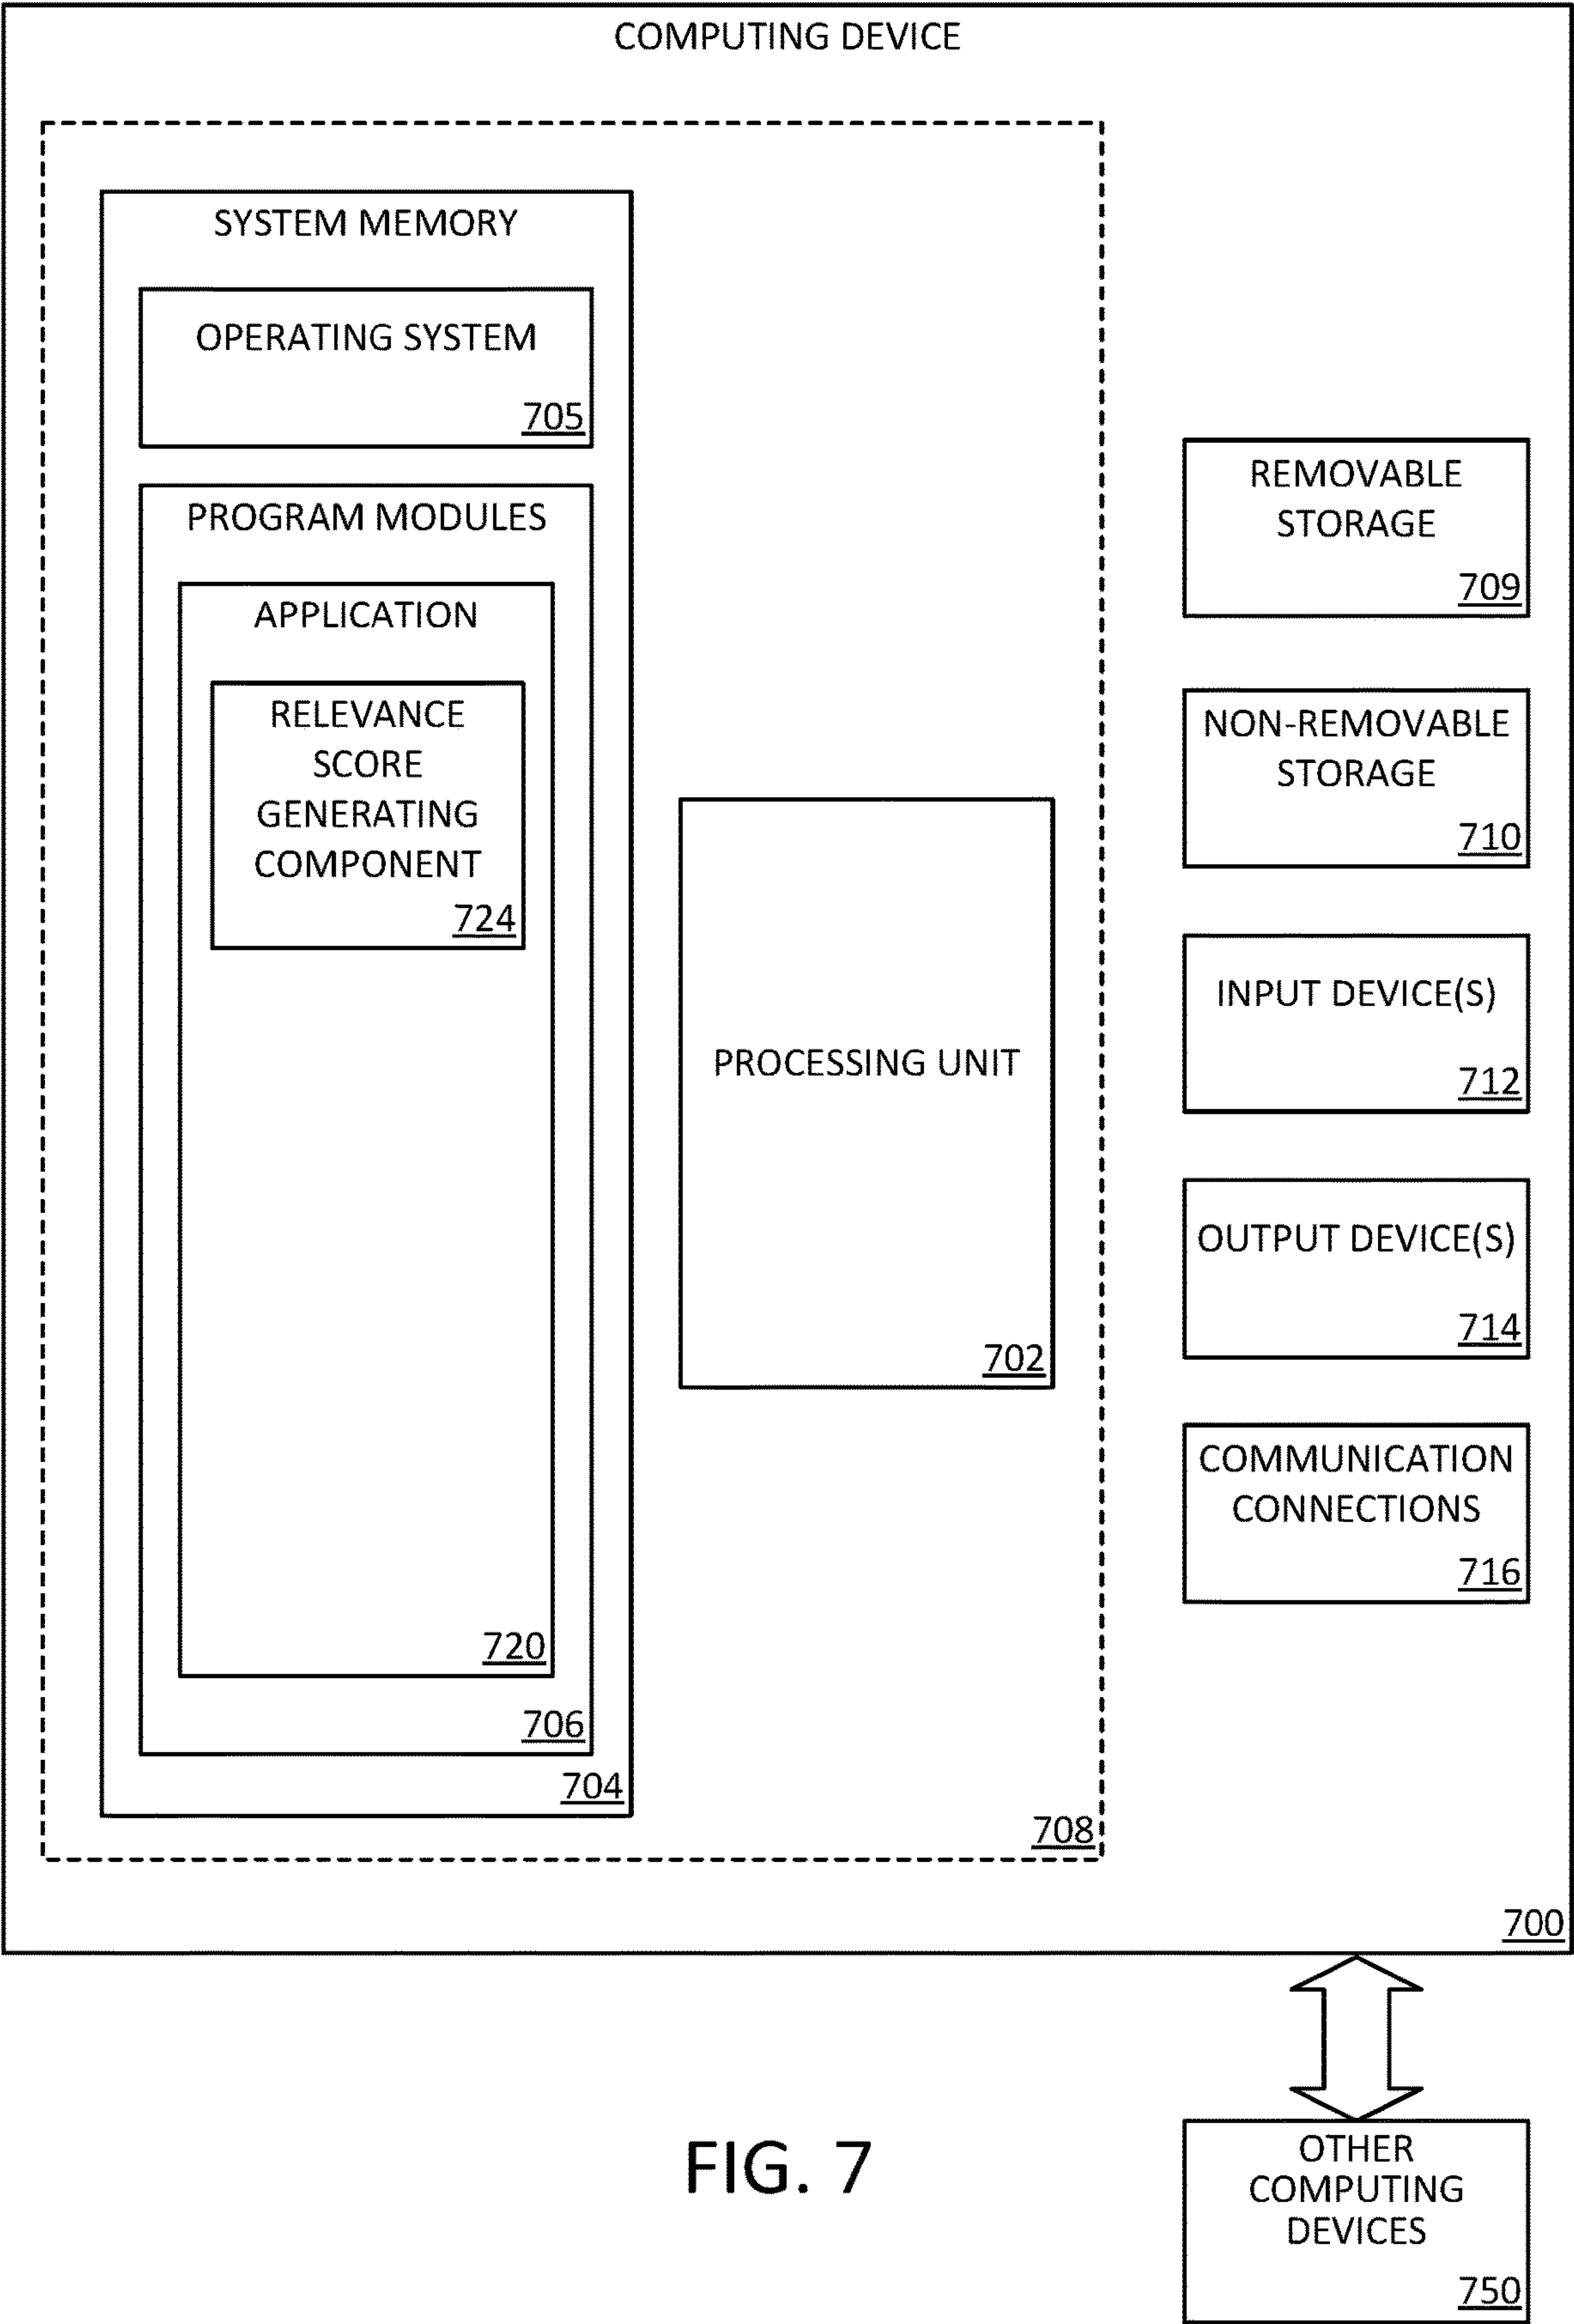 COMPUTING DEVICE
SYSTEM MEMORY
OPERATING SYSTEM
705
PROGRAM MODULES
APPLICATION
RELEVANCE
SCORE
GENERATING
COMPONENT
724
720
706
704
PROCESSING UNIT
702
708
REMOVABLE
STORAGE
709
NON-REMOVABLE
STORAGE
710
INPUT DEVICE(S)
712
OUTPUT DEVICE(S)
714
COMMUNICATION
CONNECTIONS
716
700
OTHER
COMPUTING
DEVICES
750
FIG. 7